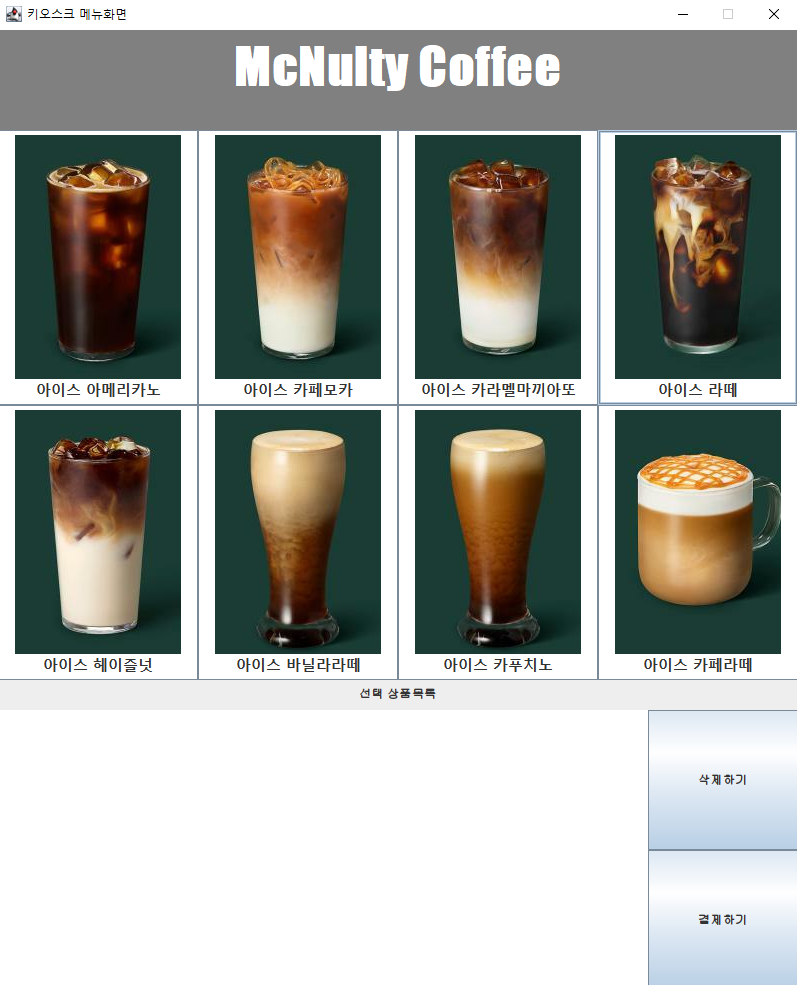 키오스크 메뉴화면
McNulty Coffee
아이스 아메리카노
아이스 카페모카
아이스 카라멜마끼아또
아이스 라떼
아이스 헤이즐넛
아이스 바닐라라떼
아이스 카푸치노
아이스 카페라떼
선택 상품목록
삭제하기
결제하기